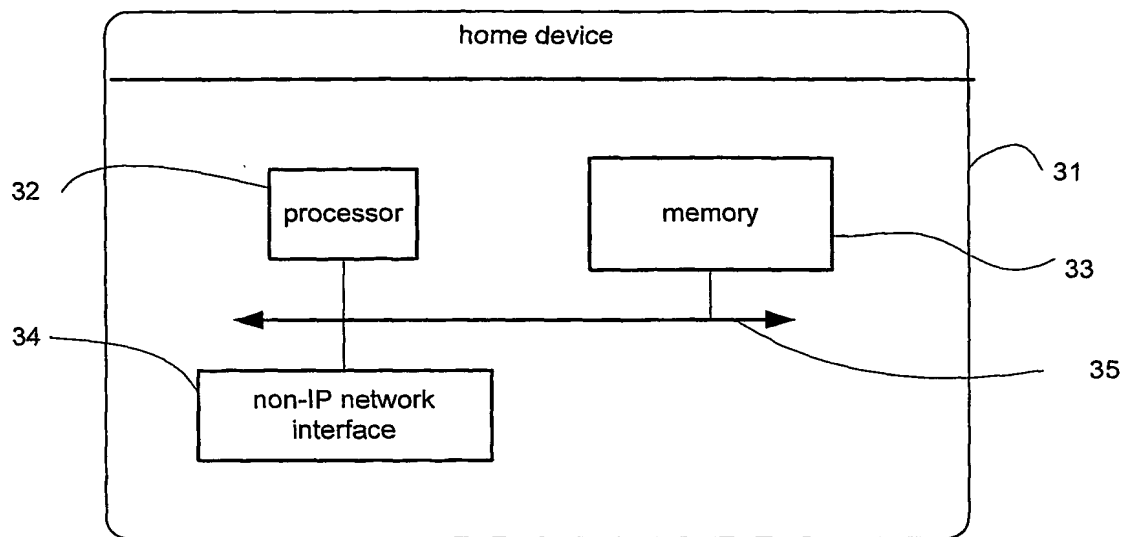 home device
32
processor
memory
31
33
34
non-IP network
interface
35